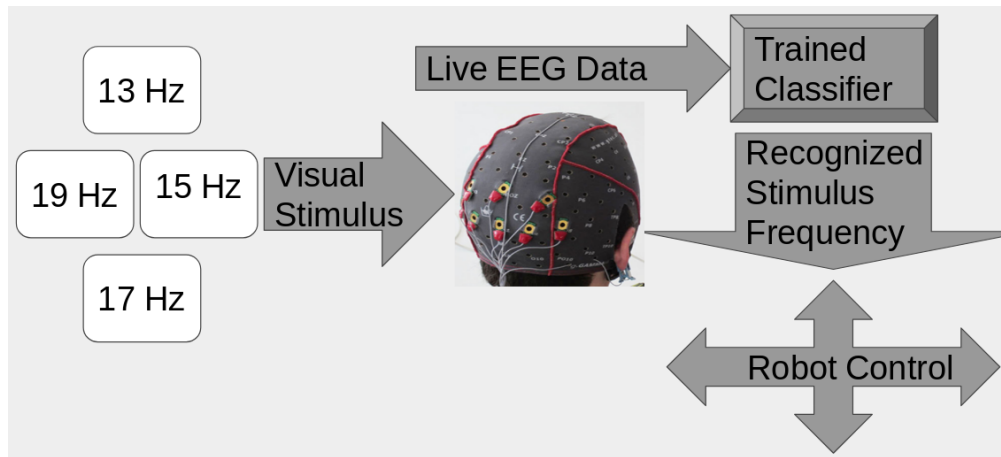 13 Hz
19 Hz
15 Hz
17 Hz
Visual
Stimulus
Live EEG Data
Trained
Classifier
Recognized
Stimulus
Frequency
Robot Control